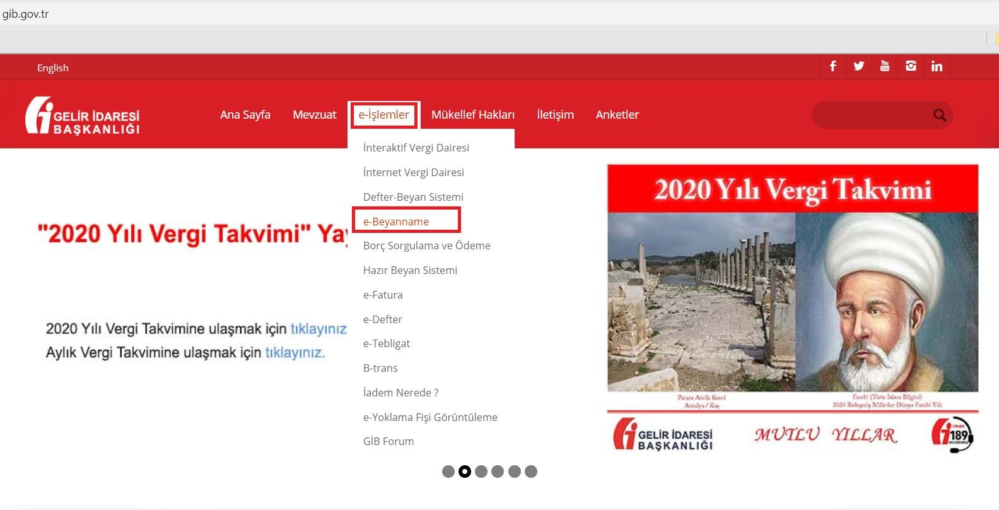 gib.gov.tr
English
GELİR İDARESİ
BAŞKANLIĞI
Ana Sayfa
Mevzuat
e-İşlemler
Mükellef Hakları
İletişim
Anketler
İnteraktif Vergi Dairesi
İnternet Vergi Dairesi
Defter-Beyan Sistemi
e-Beyanname
Borç Sorgulama ve Ödeme
Hazır Beyan Sistemi
e-Fatura
e-Defter
e-Tebligat
B-trans
İadem Nerede ?
e-Yoklama Fişi Görüntüleme
GİB Forum
"2020 Yılı Vergi Takvimi" Yay
2020 Yılı Vergi Takvimine ulaşmak için tıklayınız
Aylık Vergi Takvimine ulaşmak için tıklayınız.
2020 Yılı Vergi Takvimi
Patara Antik Kenti
Antalya / Kaş
Farabi (Türk-İslam Bilgini)
2020 Birleşmiş Milletler Dünya Farabi Yılı
GELİR İDARESİ
BAŞKANLIĞI
MUTLU YILLAR
189